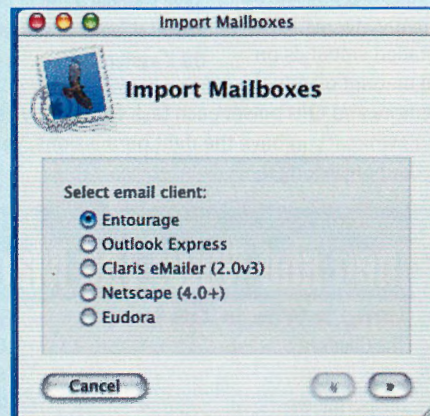 Import Mailboxes
Import Mailboxes
Select email client:
Entourage
Outlook Express
Claris eMailer (2.0v3)
Netscape (4.0+)
Eudora
Cancel